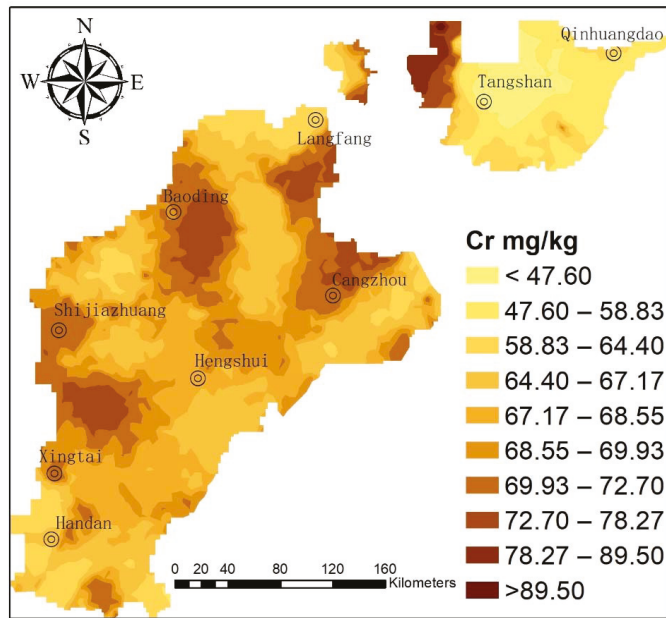 N
Qinhuangdao
W E
Tangshan
S
Langfang
Baoding
Cr mg/kg
< 47.60
Cangzhou
47.60 – 58.83
Shijiazhuang
58.83 – 64.40
64.40 – 67.17
Hengshui
67.17 – 68.55
68.55 – 69.93
Xingtai
69.93 – 72.70
72.70 – 78.27
Handan
78.27 – 89.50
>89.50
0 20 40 80 120 160
Kilometers